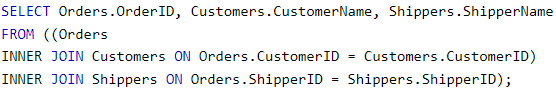 SELECT Orders.OrderID, Customers.CustomerName, Shippers.ShipperName
FROM ((Orders
INNER JOIN Customers ON Orders.CustomerID = Customers.CustomerID)
INNER JOIN Shippers ON Orders.ShipperID = Shippers.ShipperID);